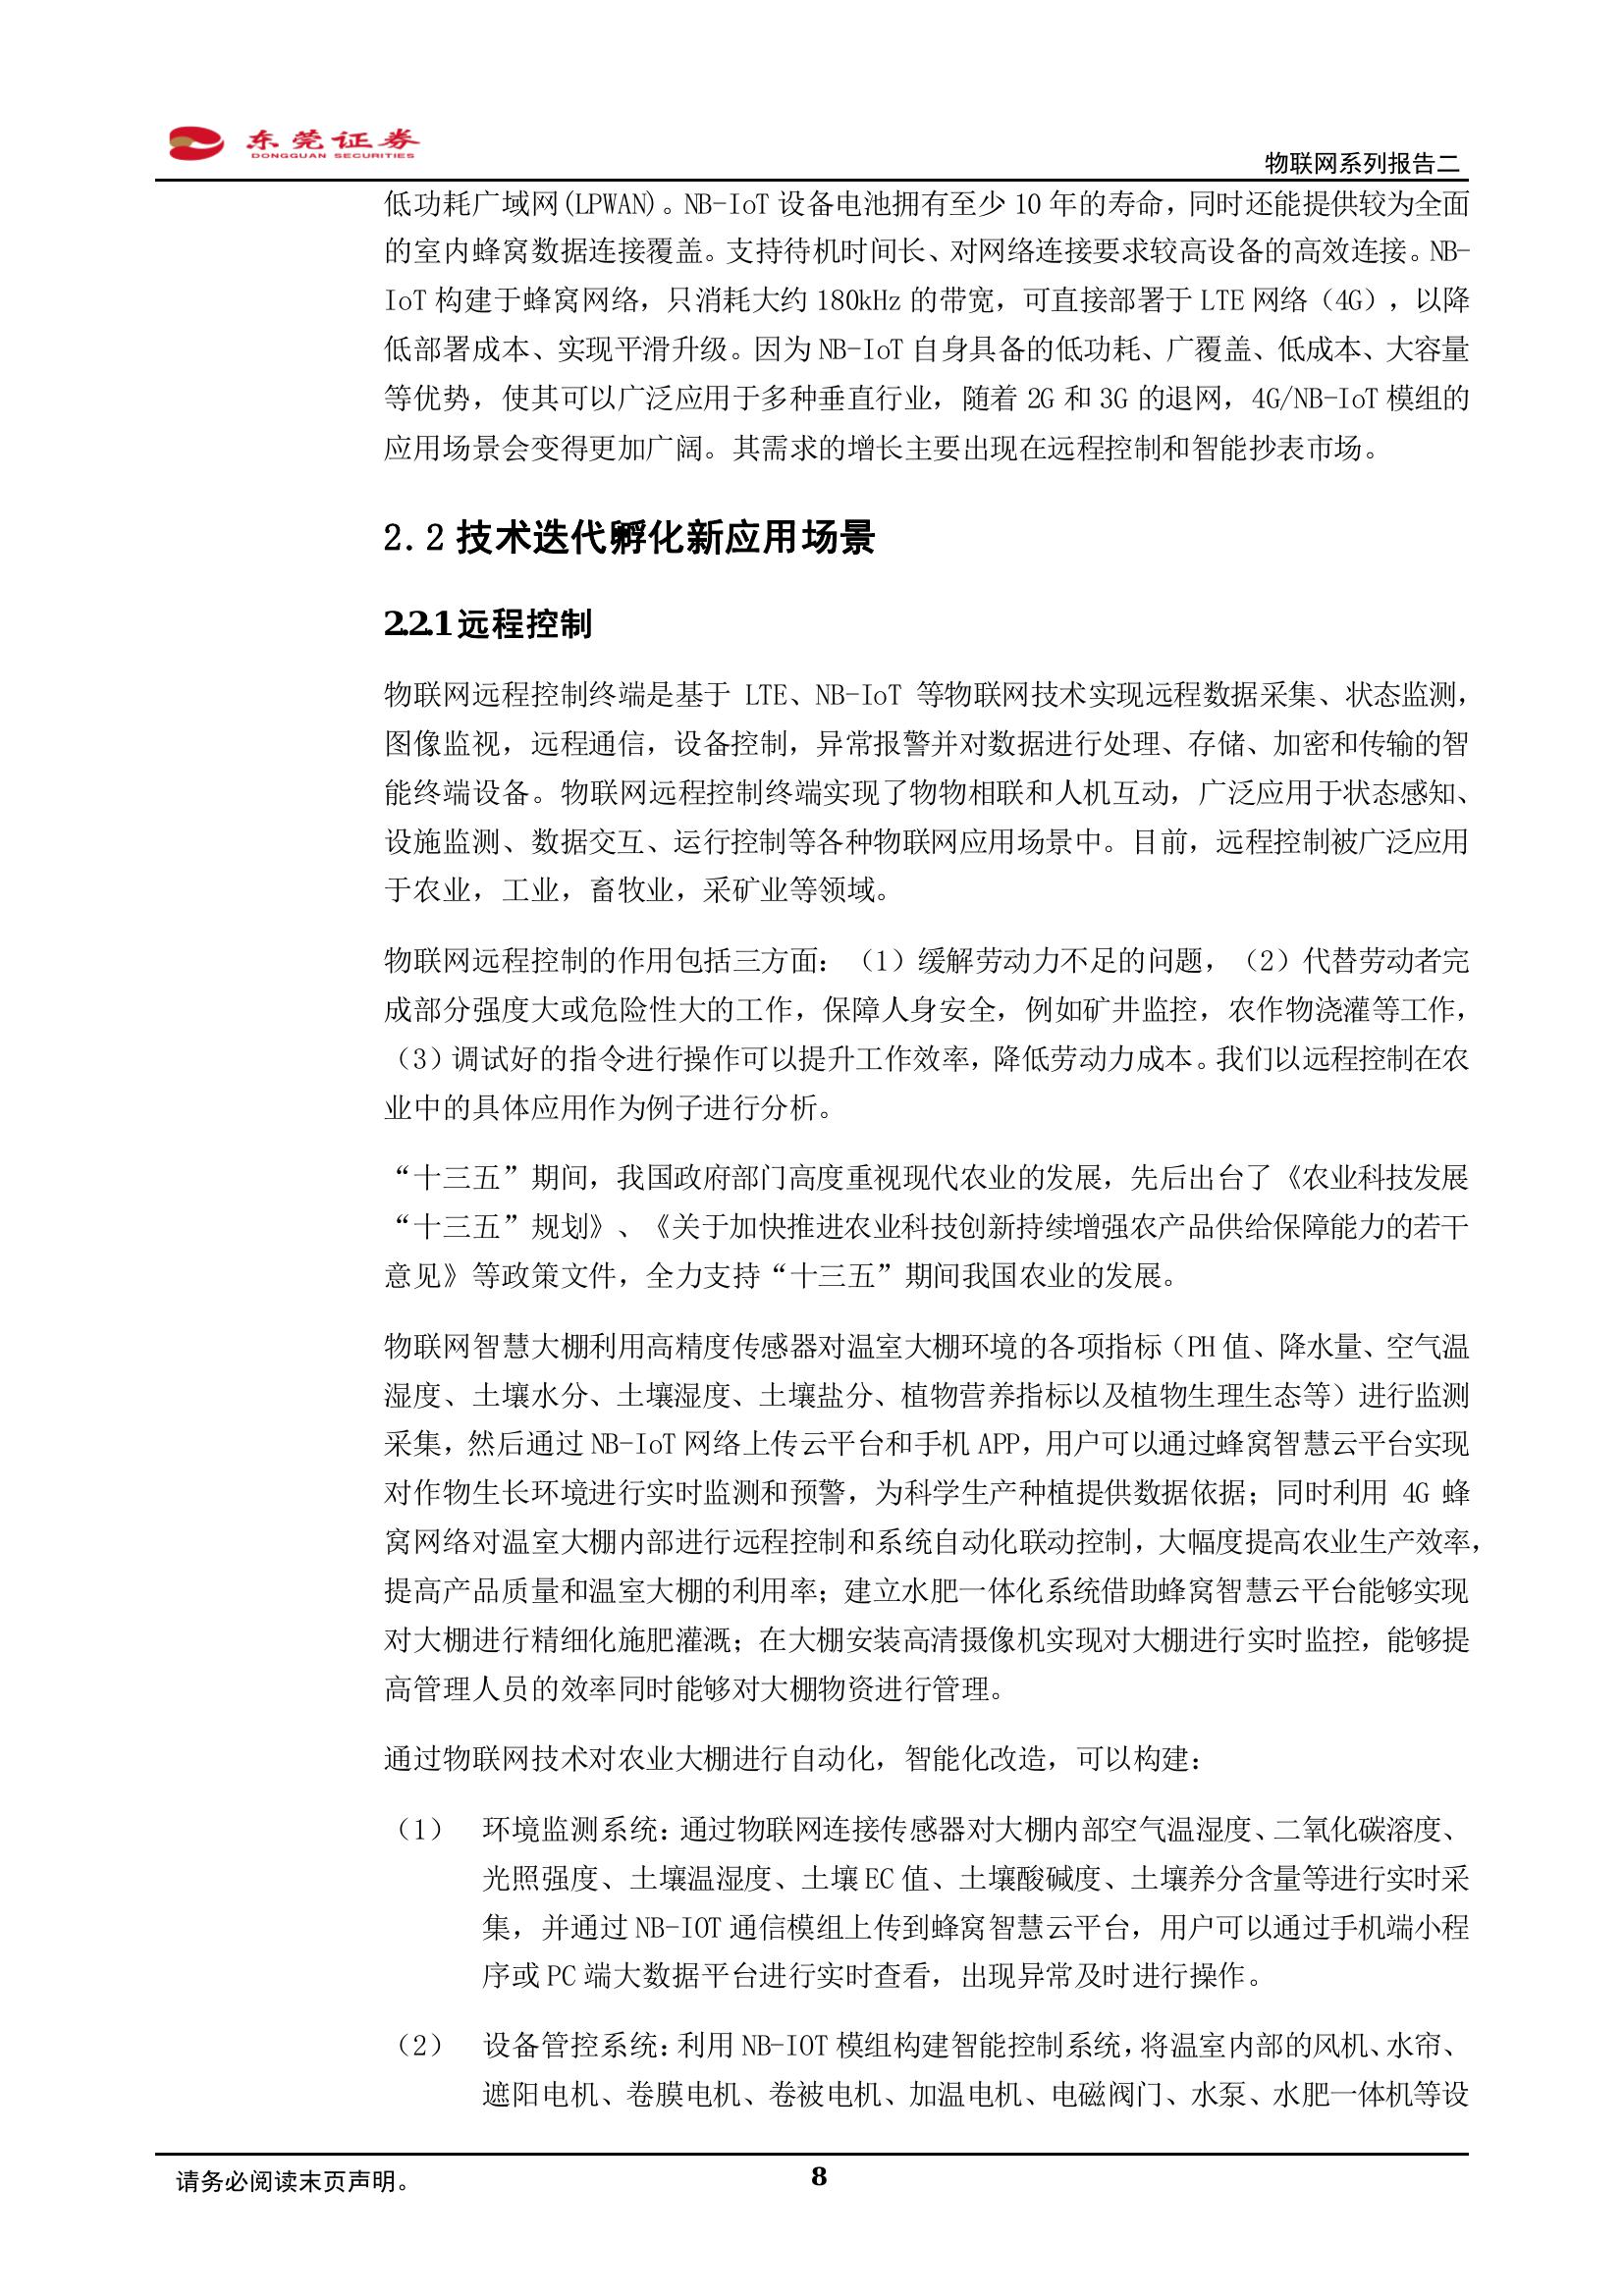 东莞证券
DONGGUAN SECURITIES
物联网系列报告二
低功耗广域网(LPWAN)。NB-IoT 设备电池拥有至少 10 年的寿命，同时还能提供较为全面
的室内蜂窝数据连接覆盖。支持待机时间长、对网络连接要求较高设备的高效连接。NB-
IoT 构建于蜂窝网络，只消耗大约 180kHz 的带宽，可直接部署于 LTE 网络（4G），以降
低部署成本、实现平滑升级。因为 NB-IoT 自身具备的低功耗、广覆盖、低成本、大容量
等优势，使其可以广泛应用于多种垂直行业，随着 2G 和 3G 的退网，4G/NB-IoT 模组的
应用场景会变得更加广阔。其需求的增长主要出现在远程控制和智能抄表市场。
2.2 技术迭代孵化新应用场景
2.2.1 远程控制
物联网远程控制终端是基于 LTE、NB-IoT 等物联网技术实现远程数据采集、状态监测，
图像监视，远程通信，设备控制，异常报警并对数据进行处理、存储、加密和传输的智
能终端设备。物联网远程控制终端实现了物物相联和人机互动，广泛应用于状态感知、
设施监测、数据交互、运行控制等各种物联网应用场景中。目前，远程控制被广泛应用
于农业，工业，畜牧业，采矿业等领域。
物联网远程控制的作用包括三方面：（1）缓解劳动力不足的问题，（2）代替劳动者完
成部分强度大或危险性大的工作，保障人身安全，例如矿井监控，农作物浇灌等工作，
（3）调试好的指令进行操作可以提升工作效率，降低劳动力成本。我们以远程控制在农
业中的具体应用作为例子进行分析。
“十三五”期间，我国政府部门高度重视现代农业的发展，先后出台了《农业科技发展
“十三五”规划》、《关于加快推进农业科技创新持续增强农产品供给保障能力的若干
意见》等政策文件，全力支持“十三五”期间我国农业的发展。
物联网智慧大棚利用高精度传感器对温室大棚环境的各项指标（PH 值、降水量、空气温
湿度、土壤水分、土壤湿度、土壤盐分、植物营养指标以及植物生理生态等）进行监测
采集，然后通过 NB-IoT 网络上传云平台和手机 APP，用户可以通过蜂窝智慧云平台实现
对作物生长环境进行实时监测和预警，为科学生产种植提供数据依据；同时利用 4G 蜂
窝网络对温室大棚内部进行远程控制和系统自动化联动控制，大幅度提高农业生产效率，
提高产品质量和温室大棚的利用率；建立水肥一体化系统借助蜂窝智慧云平台能够实现
对大棚进行精细化施肥灌溉；在大棚安装高清摄像机实现对大棚进行实时监控，能够提
高管理人员的效率同时能够对大棚物资进行管理。
通过物联网技术对农业大棚进行自动化，智能化改造，可以构建：
（1） 环境监测系统：通过物联网连接传感器对大棚内部空气温湿度、二氧化碳溶度、
光照强度、土壤温湿度、土壤 EC 值、土壤酸碱度、土壤养分含量等进行实时采
集，并通过 NB-IOT 通信模组上传到蜂窝智慧云平台，用户可以通过手机端小程
序或 PC 端大数据平台进行实时查看，出现异常及时进行操作。
（2） 设备管控系统：利用 NB-IOT 模组构建智能控制系统，将温室内部的风机、水帘、
遮阳电机、卷膜电机、卷被电机、加温电机、电磁阀门、水泵、水肥一体机等设
请务必阅读末页声明。
8